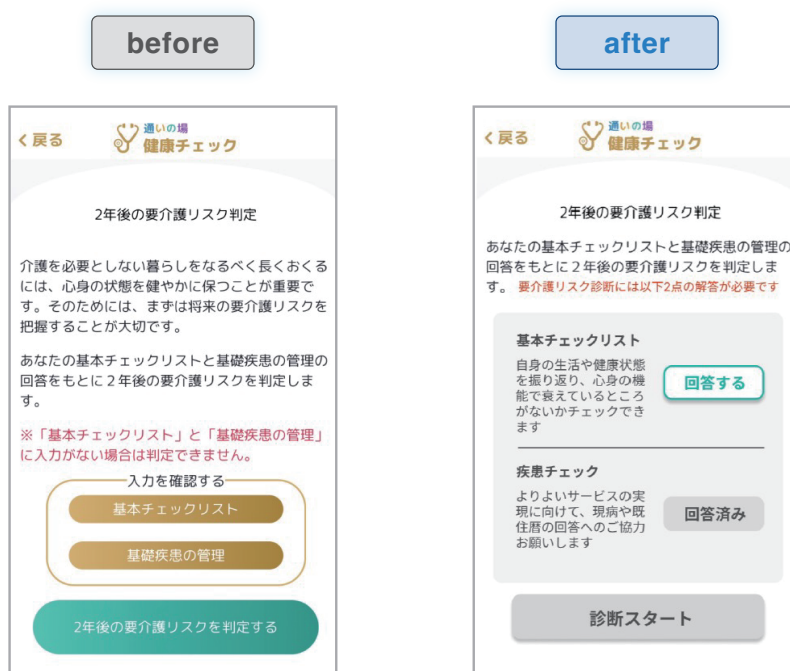 before
く戻る
通いの場
健康チェック
2年後の要介護リスク判定
介護を必要としない暮らしをなるべく長くおくる
には、心身の状態を健やかに保つことが重要で
す。そのためには、まずは将来の要介護リスクを
把握することが大切です。
あなたの基本チェックリストと基礎疾患の管理の
回答をもとに２年後の要介護リスクを判定しま
す。
※「基本チェックリスト」と「基礎疾患の管理」
に入力がない場合は判定できません。
入力を確認する
基本チェックリスト
基礎疾患の管理
2年後の要介護リスクを判定する
after
く戻る
通いの場
健康チェック
2年後の要介護リスク判定
あなたの基本チェックリストと基礎疾患の管理の
回答をもとに２年後の要介護リスクを判定しま
す。 要介護リスク診断には以下2点の解答が必要です
基本チェックリスト
自身の生活や健康状態
を振り返り、心身の機
能で衰えているところ
がないかチェックでき
ます
回答する
疾患チェック
よりよいサービスの実
現に向けて、現病や既
住暦の回答へのご協力
お願いします
回答済み
診断スタート